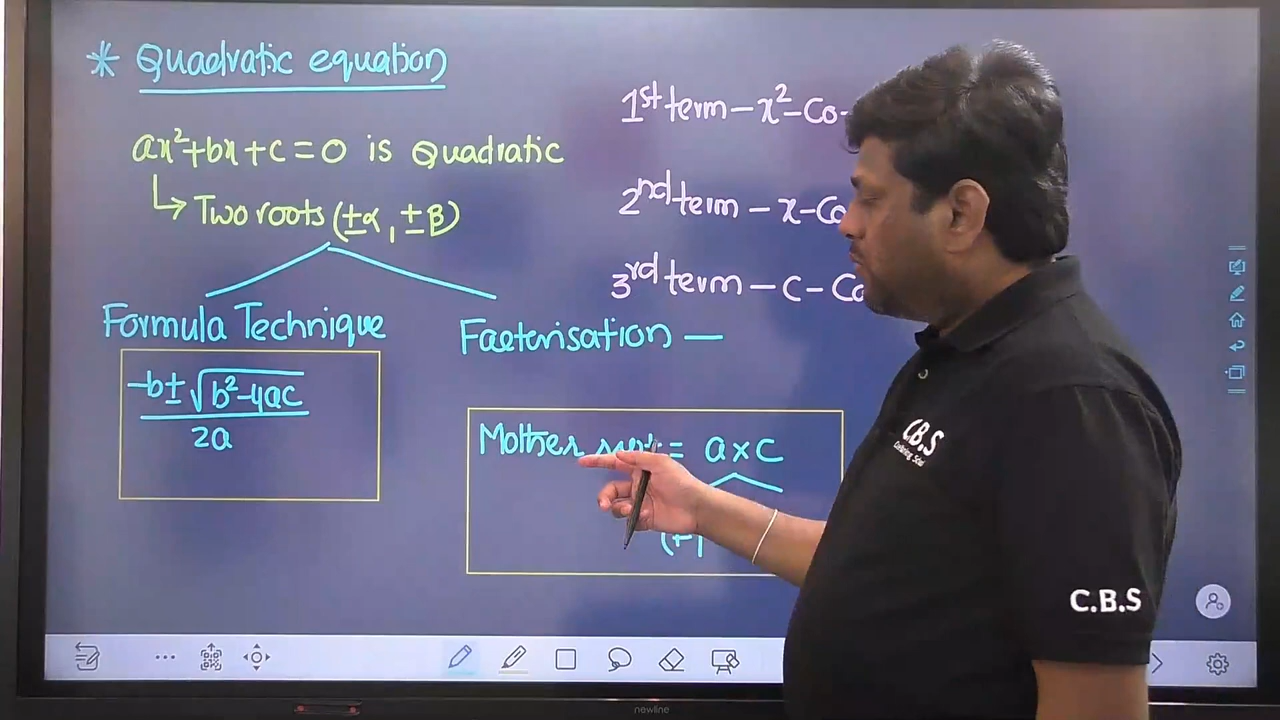 * Quadratic equation
ax²+bx+c=0 is Quadratic
↳ Two roots (±α, ±β)
Formula Technique
-b±√b²-4ac
2a
Factorisation —
Mother = a×c
(+)
1st term – x² – Co-
2nd term – x – Co
3rd term – c – Co
C.B.S
C.B.S
newline